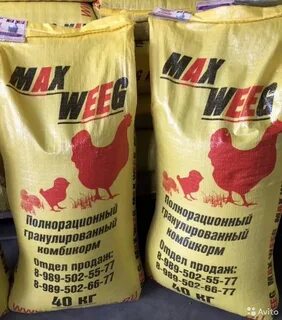 MAX
WEEG
Полнорационный
гранулированный
комбикорм
Отдел продаж:
8-989-502-55-77
8-989-502-66-77
40 КГ
MAX
WEEG
Полнорационный
гранулированный
комбикорм
Отдел продаж:
8-989-502-55-77
8-989-502-66-77
40 КГ
Avito